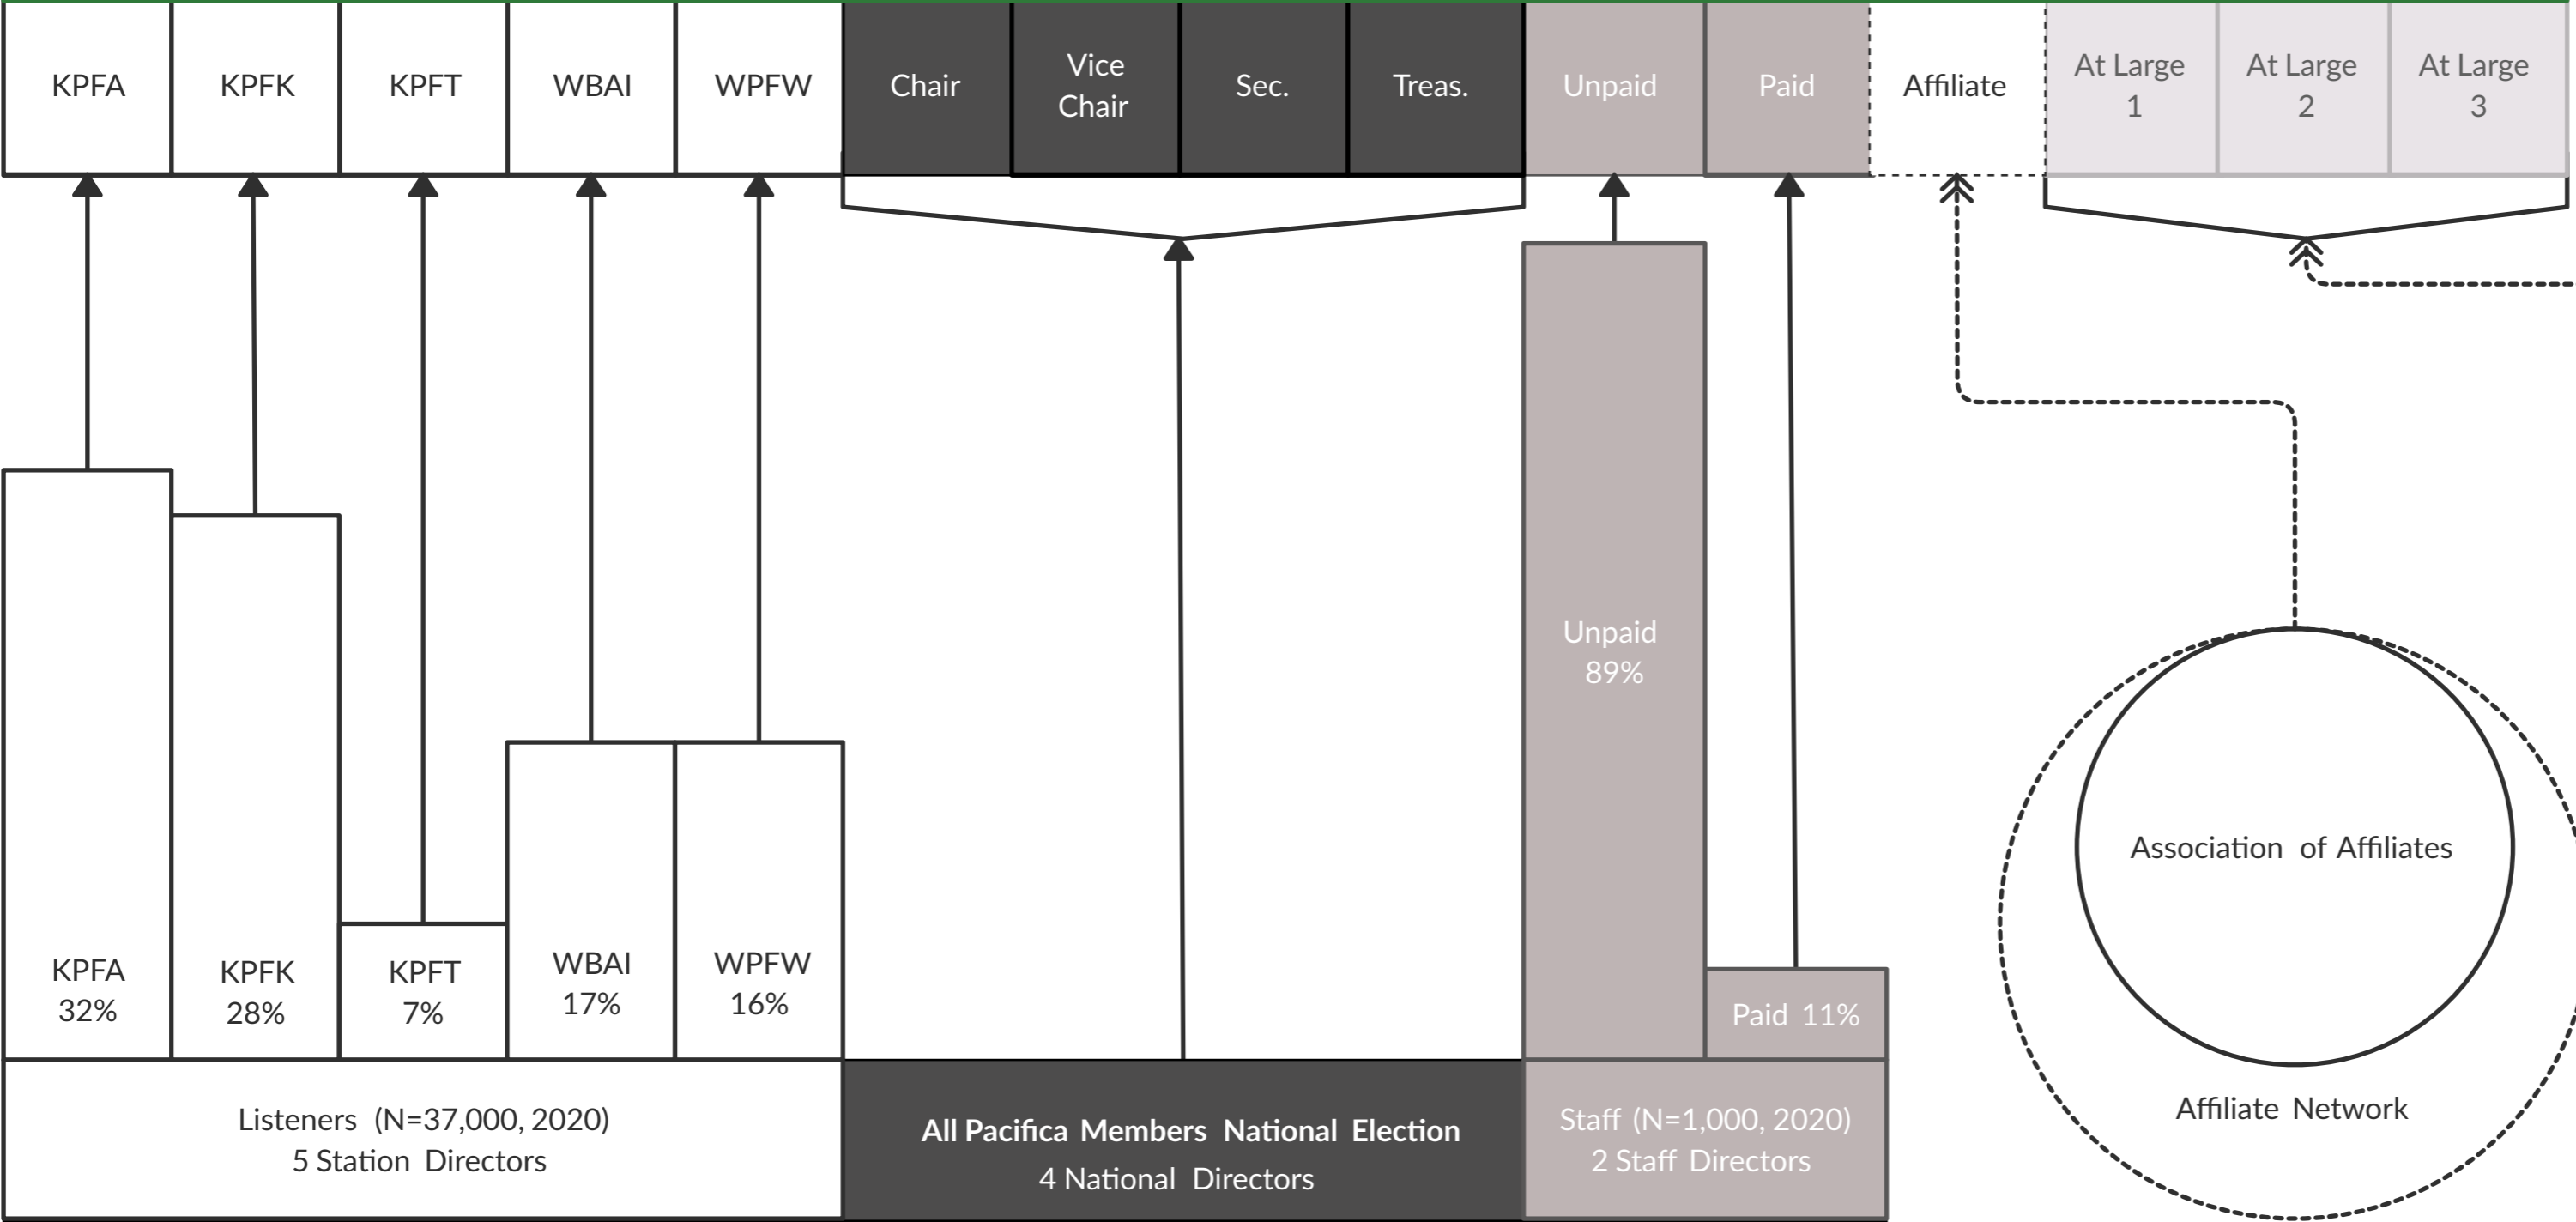 KPFA
KPFK
KPFT
WBAI
WPFW
Chair
Vice
Chair
Sec.
Treas.
Unpaid
Paid
Affiliate
At Large
1
At Large
2
At Large
3
Unpaid
89%
Association of Affiliates
KPFA
32%
KPFK
28%
KPFT
7%
WBAI
17%
WPFW
16%
Paid 11%
Listeners (N=37,000, 2020)
5 Station Directors
All Pacifica Members National Election
4 National Directors
Staff (N=1,000, 2020)
2 Staff Directors
Affiliate Network